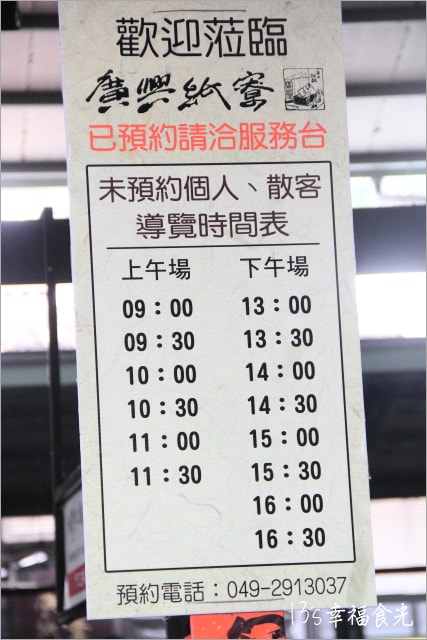 歡迎蒞臨
廣興紙寮
已預約請洽服務台
未預約個人、散客
導覽時間表
上午場 下午場
09：00 13：00
09：30 13：30
10：00 14：00
10：30 14：30
11：00 15：00
11：30 15：30
16：00
16：30
預約電話：049-2913037
13's幸福食光